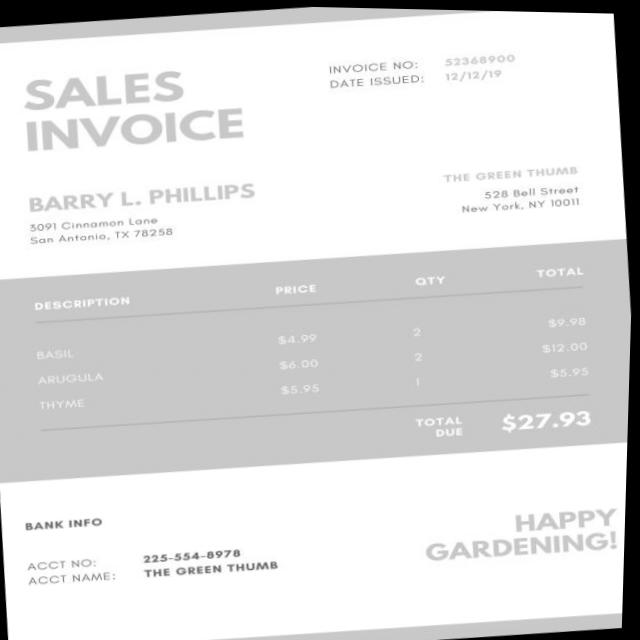 SALES
INVOICE
INVOICE NO: 52368900
DATE ISSUED: 12/12/19
BARRY L. PHILLIPS
3091 Cinnamon Lane
San Antonio, TX 78258
THE GREEN THUMB
528 Bell Street
New York, NY 10011
DESCRIPTION PRICE QTY TOTAL
BASIL $4.99 2 $9.98
ARUGULA $6.00 2 $12.00
THYME $5.95 1 $5.95
TOTAL DUE $27.93
BANK INFO
ACCT NO: 225-554-8978
ACCT NAME: THE GREEN THUMB
HAPPY
GARDENING!